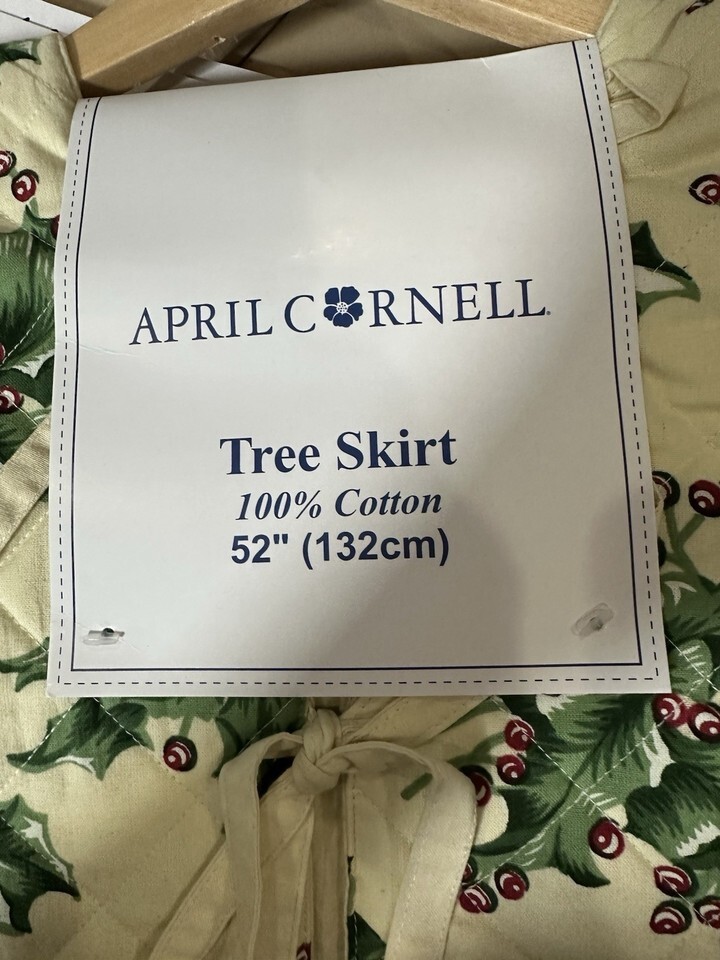 APRIL CORNELL
Tree Skirt
100% Cotton
52" (132cm)